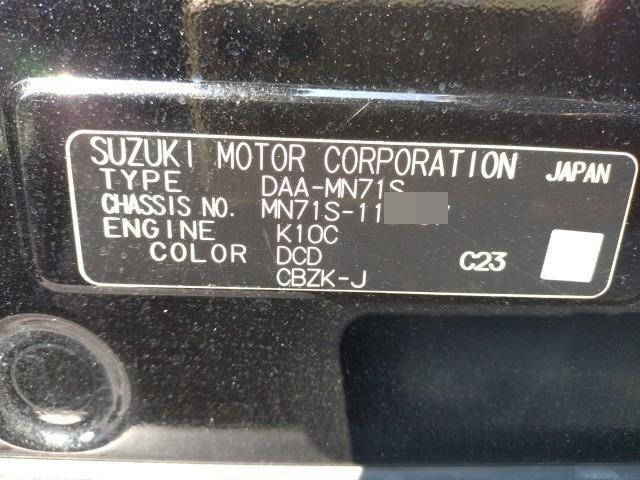 SUZUKI MOTOR CORPORATION JAPAN
TYPE DAA-MN71S
CHASSIS NO. MN71S-11
ENGINE K10C
COLOR DCD C23
CBZK-J